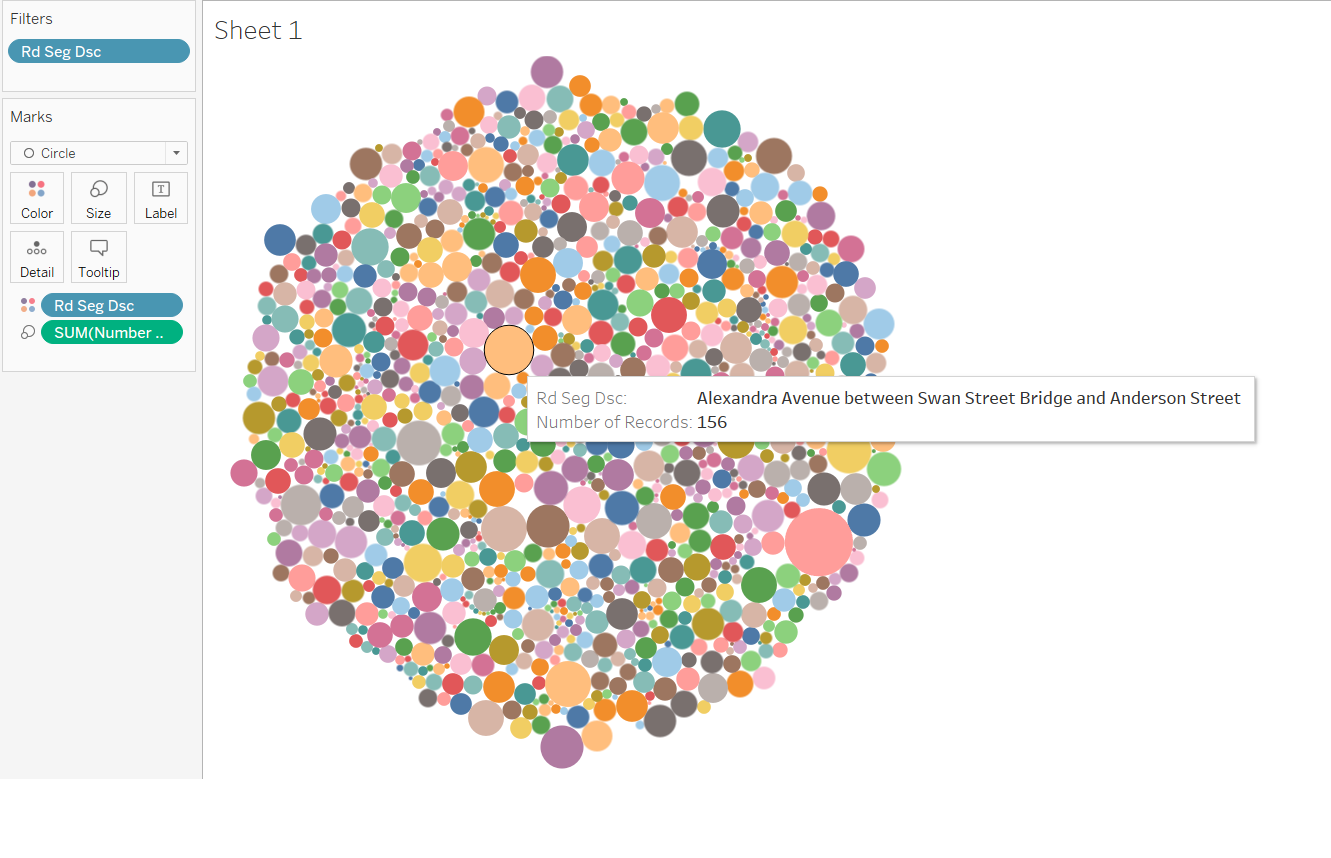 Filters
Rd Seg Dsc
Marks
Circle
Color Size Label
Detail Tooltip
Rd Seg Dsc
SUM(Number ..
Sheet 1
Rd Seg Dsc: Alexandra Avenue between Swan Street Bridge and Anderson Street
Number of Records: 156